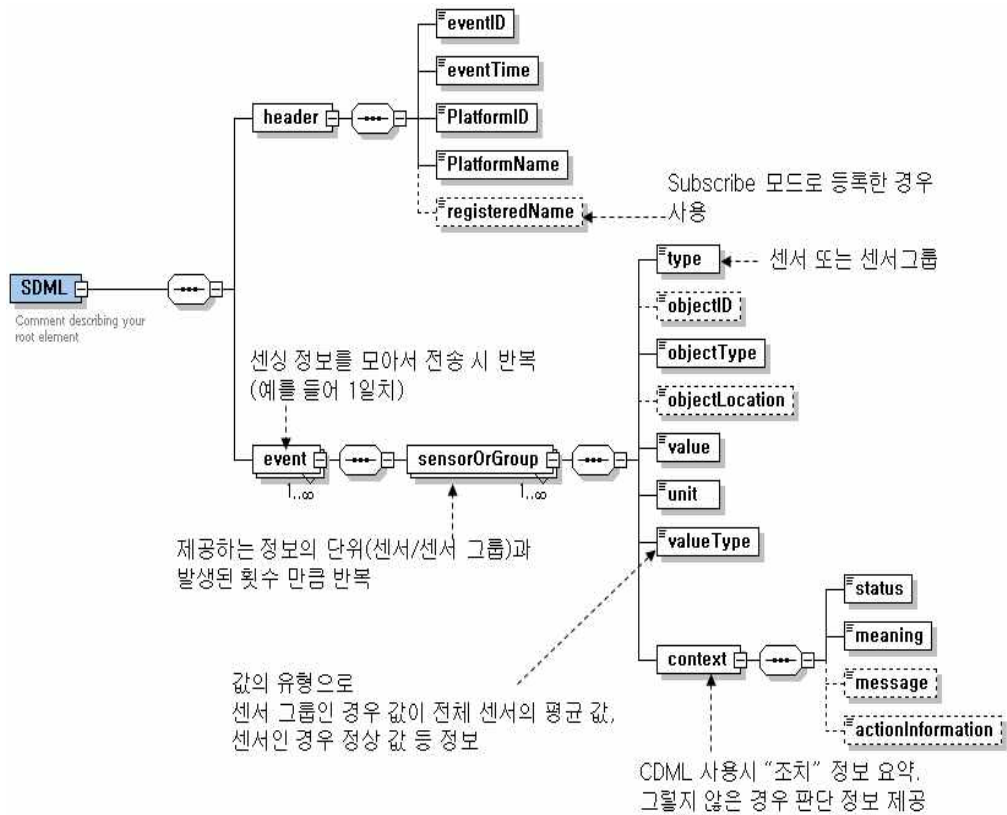 eventID
eventTime
header
PlatformID
PlatformName
registeredName
Subscribe 모드로 등록한 경우
사용
type
센서 또는 센서그룹
SDML
Comment describing your
root element
objectID
objectType
objectLocation
센싱 정보를 모아서 전송 시 반복
(예를 들어 1일치)
value
event
1..∞
sensorOrGroup
1..∞
unit
valueType
제공하는 정보의 단위(센서/센서 그룹)과
발생된 횟수 만큼 반복
status
meaning
context
message
actionInformation
값의 유형으로
센서 그룹인 경우 값이 전체 센서의 평균 값,
센서인 경우 정상 값 등 정보
CDML 사용시 “조치” 정보 요약.
그렇지 않은 경우 판단 정보 제공